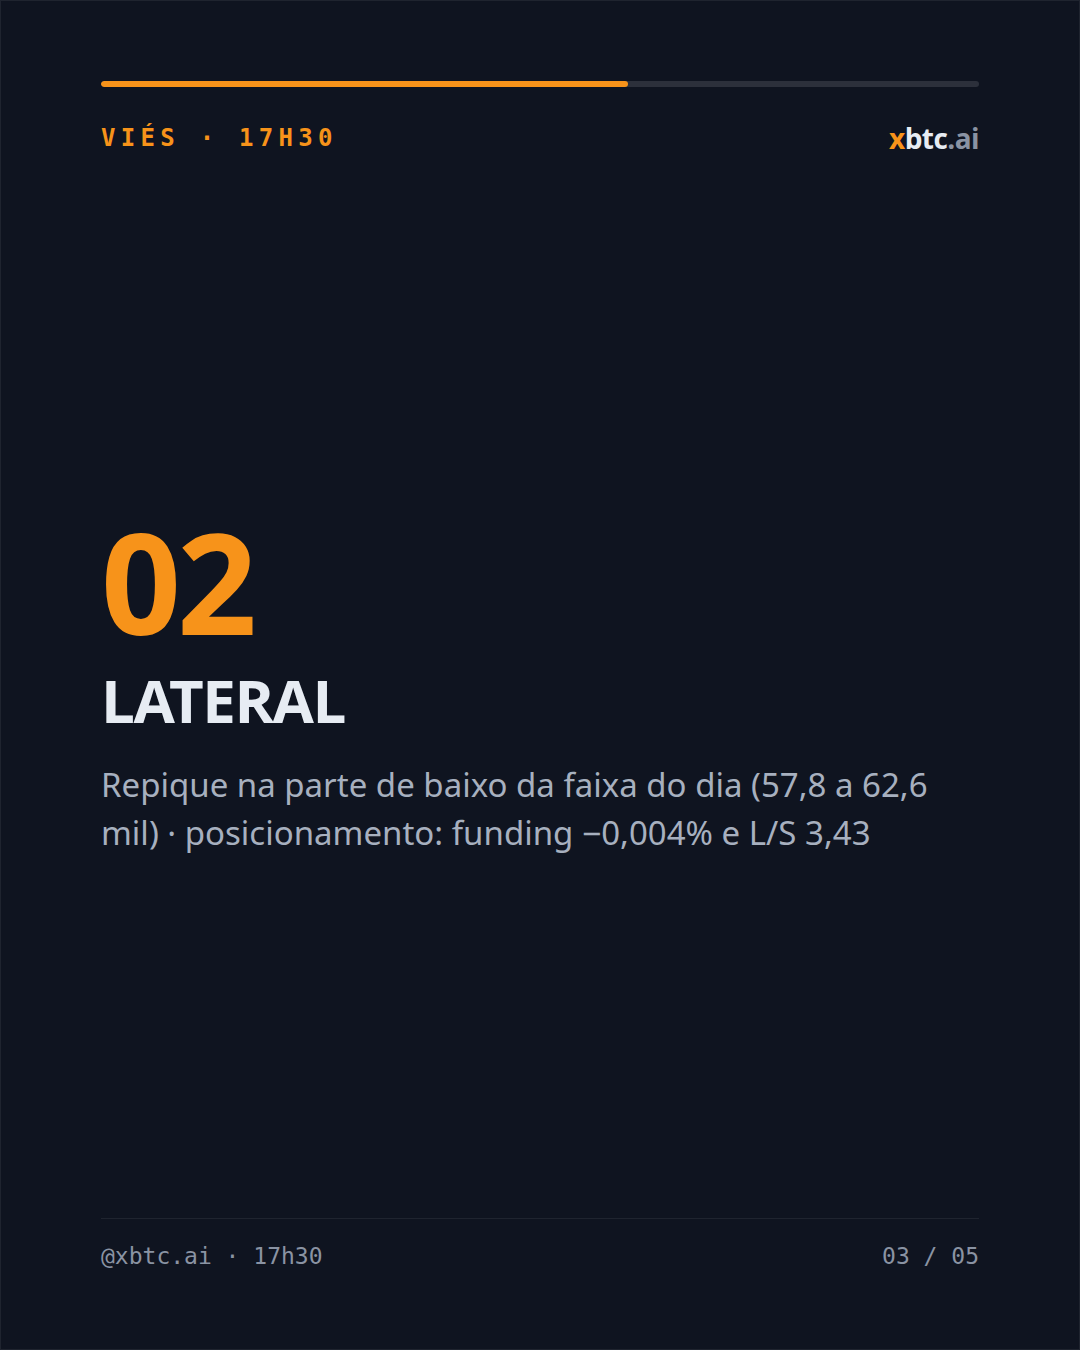 VIÉS · 17H30
xbtc.ai
02
LATERAL
Repique na parte de baixo da faixa do dia (57,8 a 62,6
mil) · posicionamento: funding −0,004% e L/S 3,43
@xbtc.ai · 17h30
03 / 05